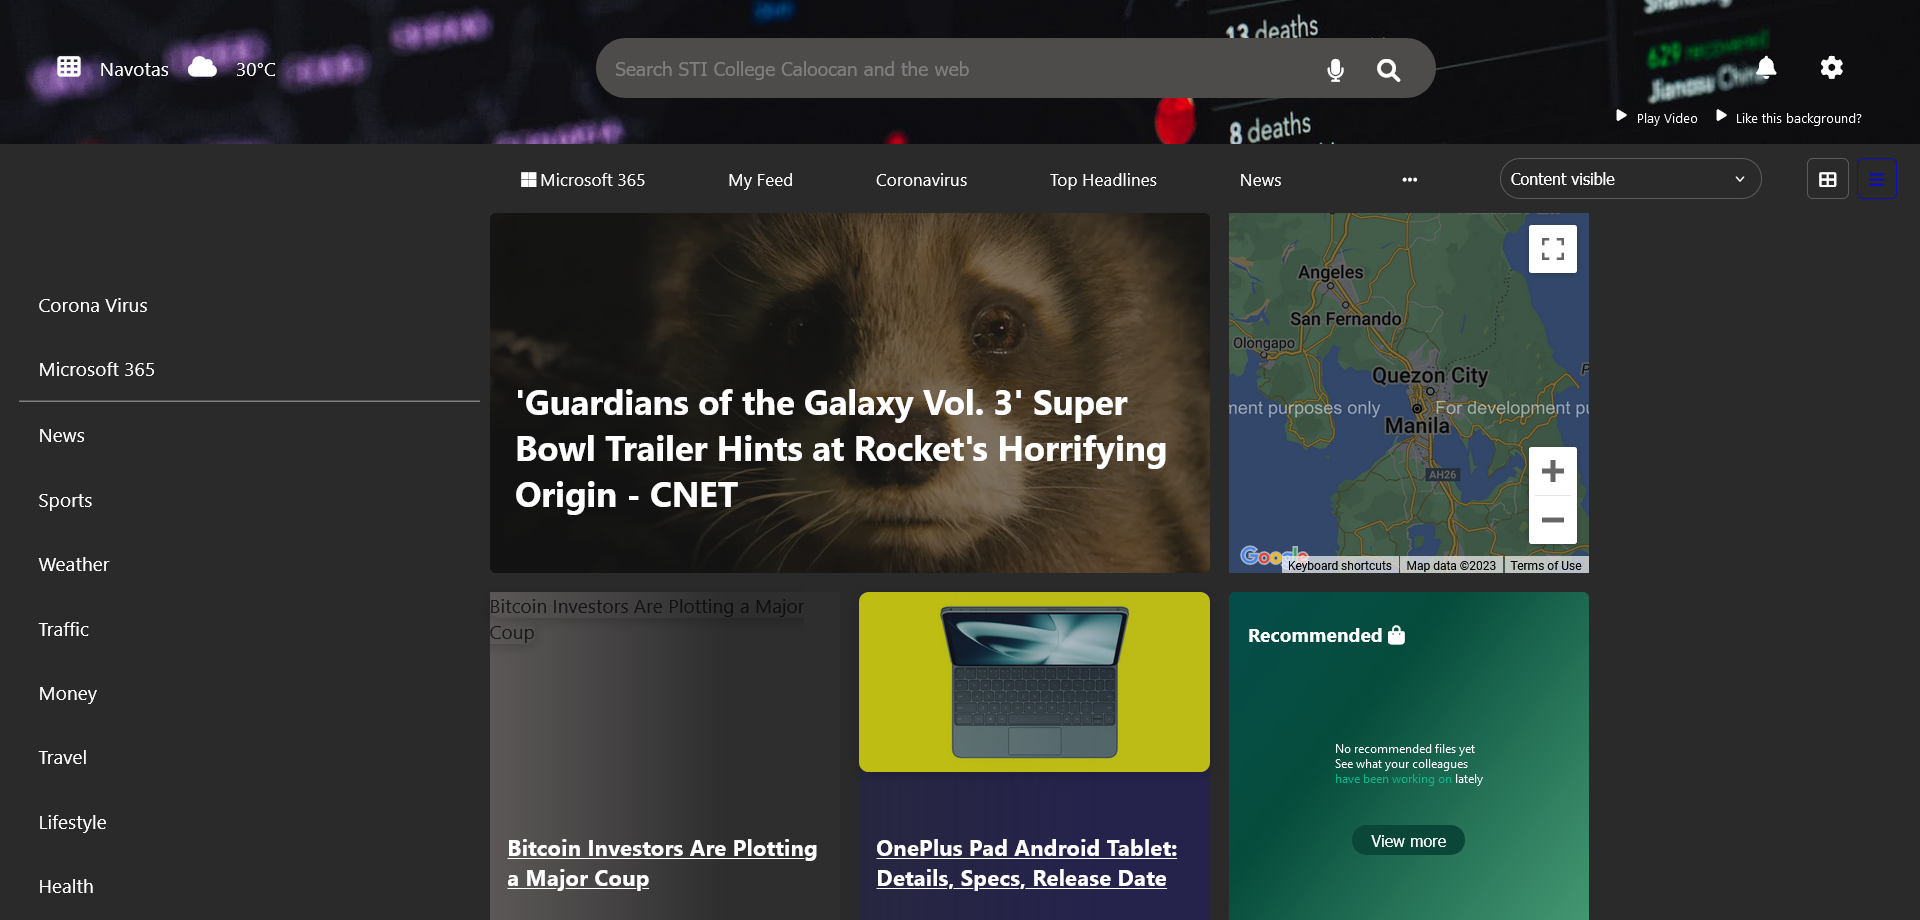 13 deaths
629 recovered
Navotas 30°C
Search STI College Caloocan and the web
8 deaths
Play Video Like this background?
Microsoft 365 My Feed Coronavirus Top Headlines News ••• Content visible
Corona Virus
Microsoft 365
News
Sports
Weather
Traffic
Money
Travel
Lifestyle
Health
'Guardians of the Galaxy Vol. 3' Super
Bowl Trailer Hints at Rocket's Horrifying
Origin - CNET
Angeles
San Fernando
Olongapo
Quezon City
ment purposes only For development pu
Manila
AH26
Google
Keyboard shortcuts Map data ©2023 Terms of Use
Bitcoin Investors Are Plotting a Major
Coup
Bitcoin Investors Are Plotting
a Major Coup
OnePlus Pad Android Tablet:
Details, Specs, Release Date
Recommended
No recommended files yet
See what your colleagues
have been working on lately
View more